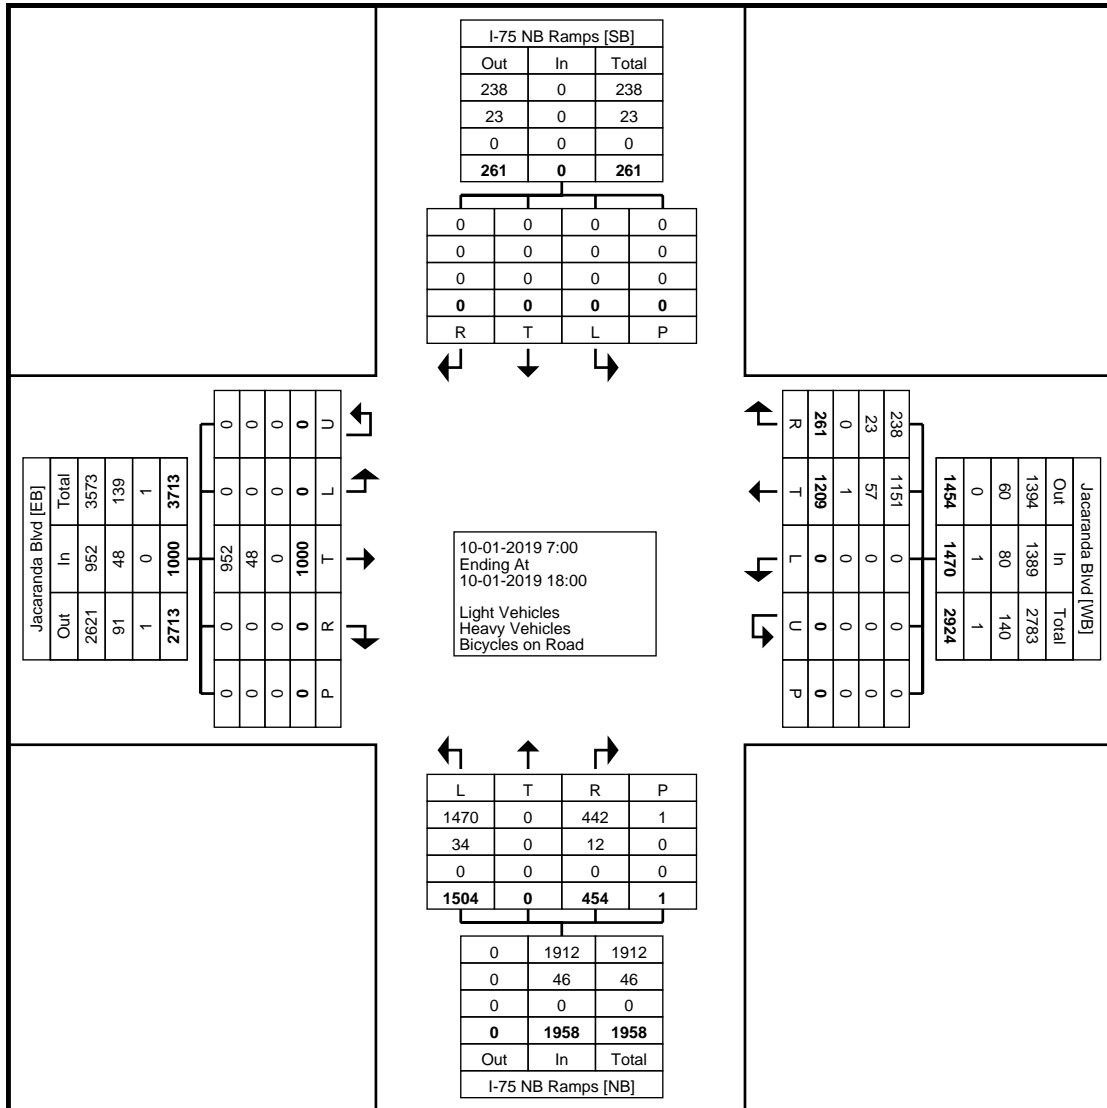 I-75 NB Ramps [SB]
Out In Total
238 0 238
23 0 23
0 0 0
261 0 261
0 0 0 0
0 0 0 0
0 0 0 0
0 0 0 0
R T L P
Jacaranda Blvd [EB]
Total In Out
3573 952 2621
139 48 91
1 0 1
3713 1000 2713
0 0 952 0 0
0 0 48 0 0
0 0 0 0 0
0 0 1000 0 0
U L T R P
10-01-2019 7:00
Ending At
10-01-2019 18:00
Light Vehicles
Heavy Vehicles
Bicycles on Road
Jacaranda Blvd [WB]
Out In Total
1394 1389 2783
60 80 140
0 1 1
1454 1470 2924
238 1151 0 0 0
23 57 0 0 0
0 1 0 0 0
261 1209 0 0 0
R T L U P
L T R P
1470 0 442 1
34 0 12 0
0 0 0 0
1504 0 454 1
0 1912 1912
0 46 46
0 0 0
0 1958 1958
Out In Total
I-75 NB Ramps [NB]